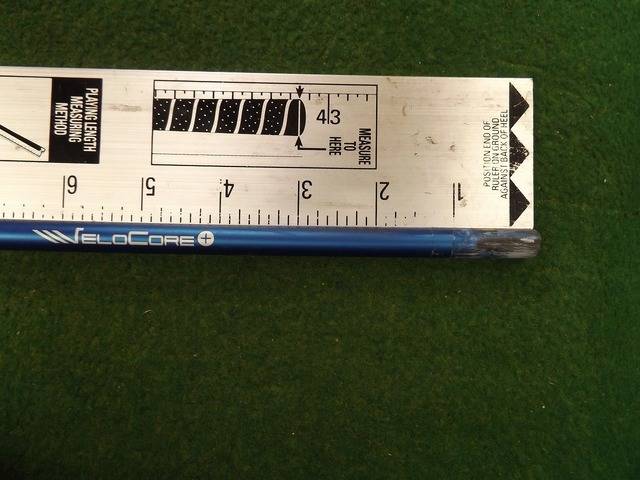 PLAYING LENGTH
MEASURING
METHOD
43
MEASURE
TO
HERE
POSITION END OF
RULER ON GROUND
AGAINST BACK OF HEEL
6 5 4 3 2 1
VELOCORE+